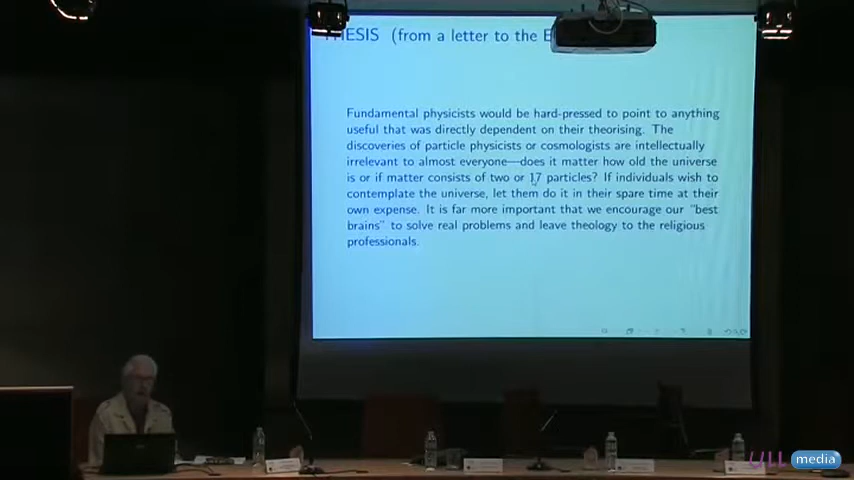 THESIS (from a letter to the E
Fundamental physicists would be hard-pressed to point to anything
useful that was directly dependent on their theorising. The
discoveries of particle physicists or cosmologists are intellectually
irrelevant to almost everyone—does it matter how old the universe
is or if matter consists of two or 17 particles? If individuals wish to
contemplate the universe, let them do it in their spare time at their
own expense. It is far more important that we encourage our "best
brains" to solve real problems and leave theology to the religious
professionals.
ULL media